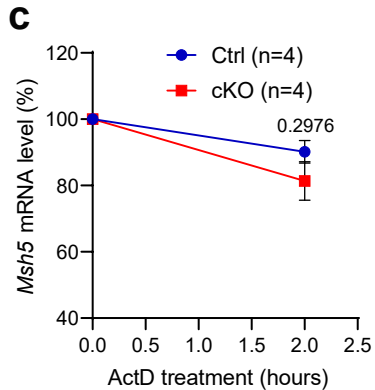 c
Ctrl (n=4)
cKO (n=4)
0.2976
Msh5 mRNA level (%)
120
100
80
60
40
0.0 0.5 1.0 1.5 2.0 2.5
ActD treatment (hours)